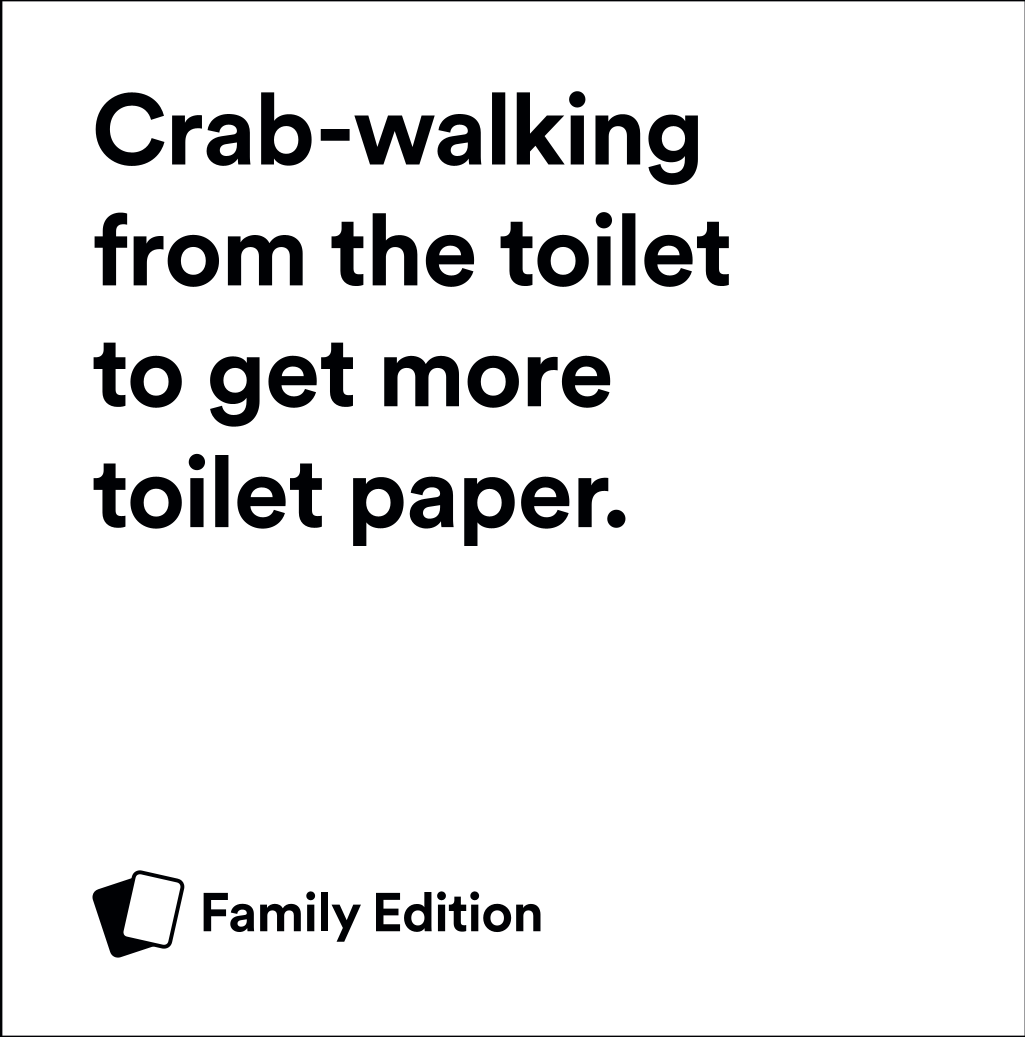 Crab-walking
from the toilet
to get more
toilet paper.
Family Edition